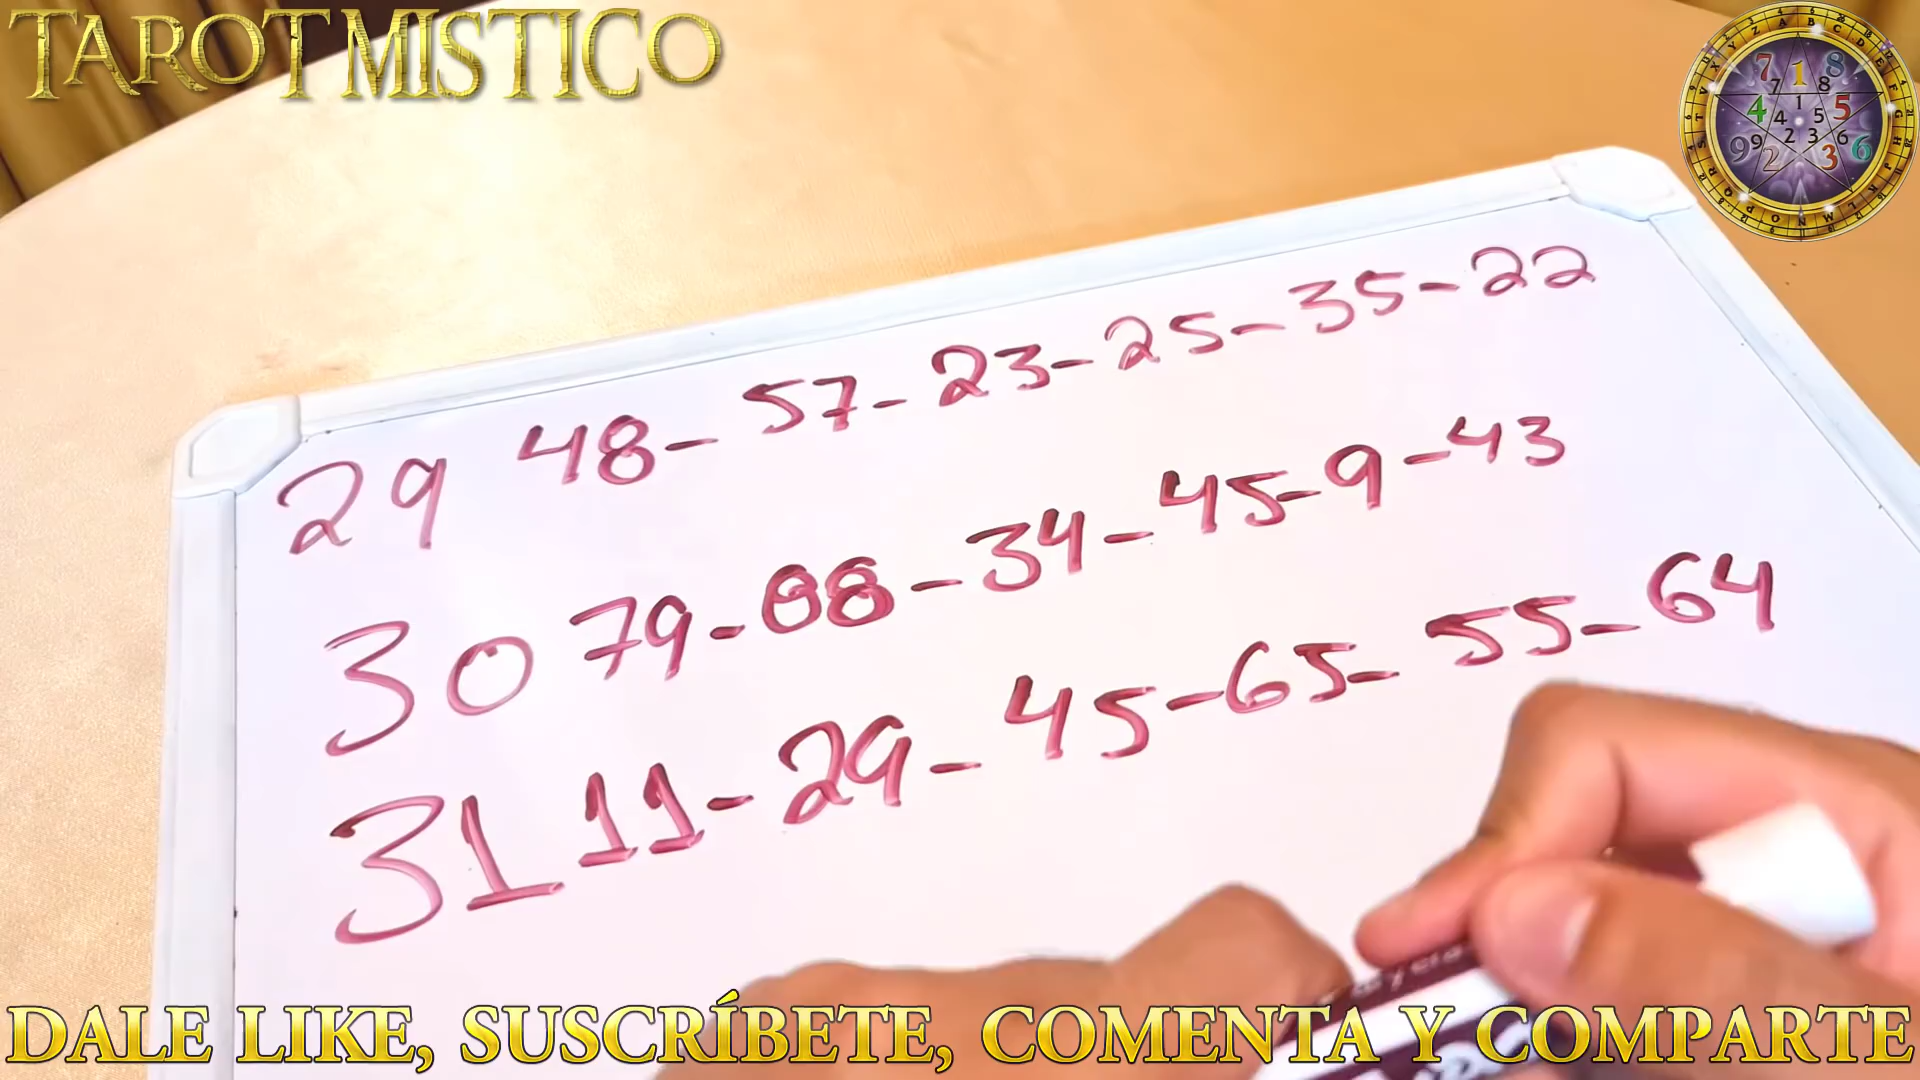 TAROT MISTICO
29 48-57-23-25-35-22
30 79-88-34-45-9-43
31 11-29-45-65-55-64
DALE LIKE, SUSCRÍBETE, COMENTA Y COMPARTE